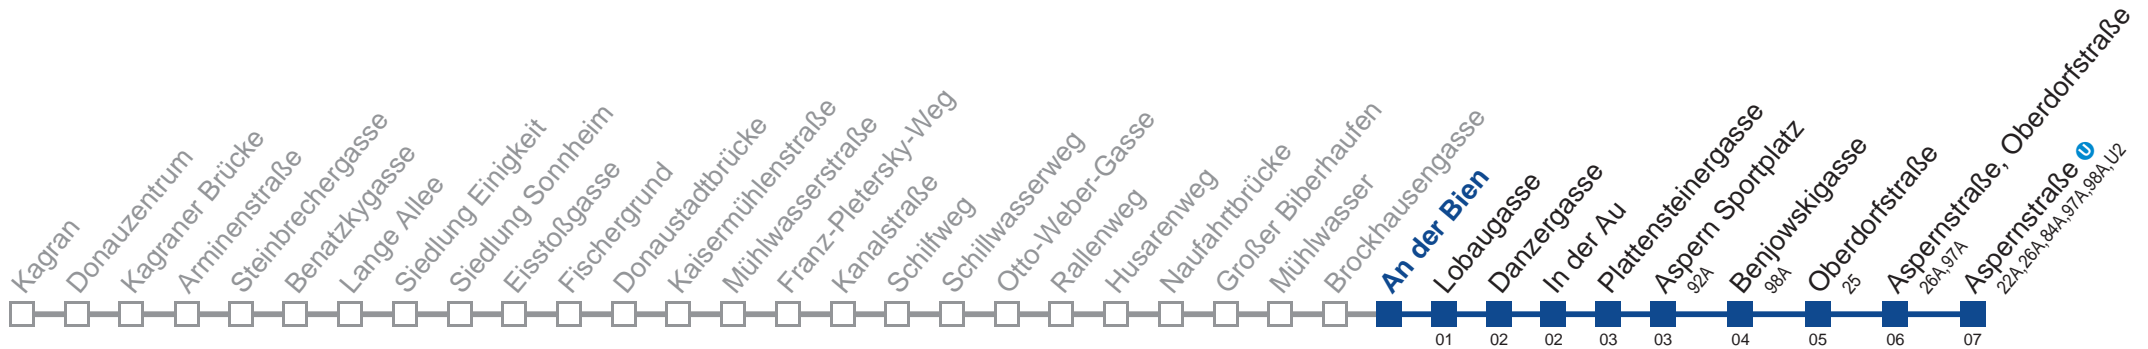 Kagran
Donauzentrum
Kagraner Brücke
Arminenstraße
Steinbrechergasse
Benatzkygasse
Lange Allee
Siedlung Einigkeit
Siedlung Sonnheim
Eisstoßgasse
Fischergrund
Donaustadtbrücke
Kaisermühlenstraße
Mühlwasserstraße
Franz-Pletersky-Weg
Kanalstraße
Schilfweg
Schillwasserweg
Otto-Weber-Gasse
Rallenweg
Husarenweg
Naufahrtbrücke
Großer Biberhaufen
Mühlwasser
Brockhausengasse
An der Bien
Lobaugasse
Danzergasse
In der Au
Plattensteinergasse
Aspern Sportplatz
92A
Benjowskigasse
98A
Oberdorfstraße
25
Aspernstraße, Oberdorfstraße
26A,97A
Aspernstraße U
22A,26A,84A,97A,98A,U2
01 02 02 03 03 04 05 06 07